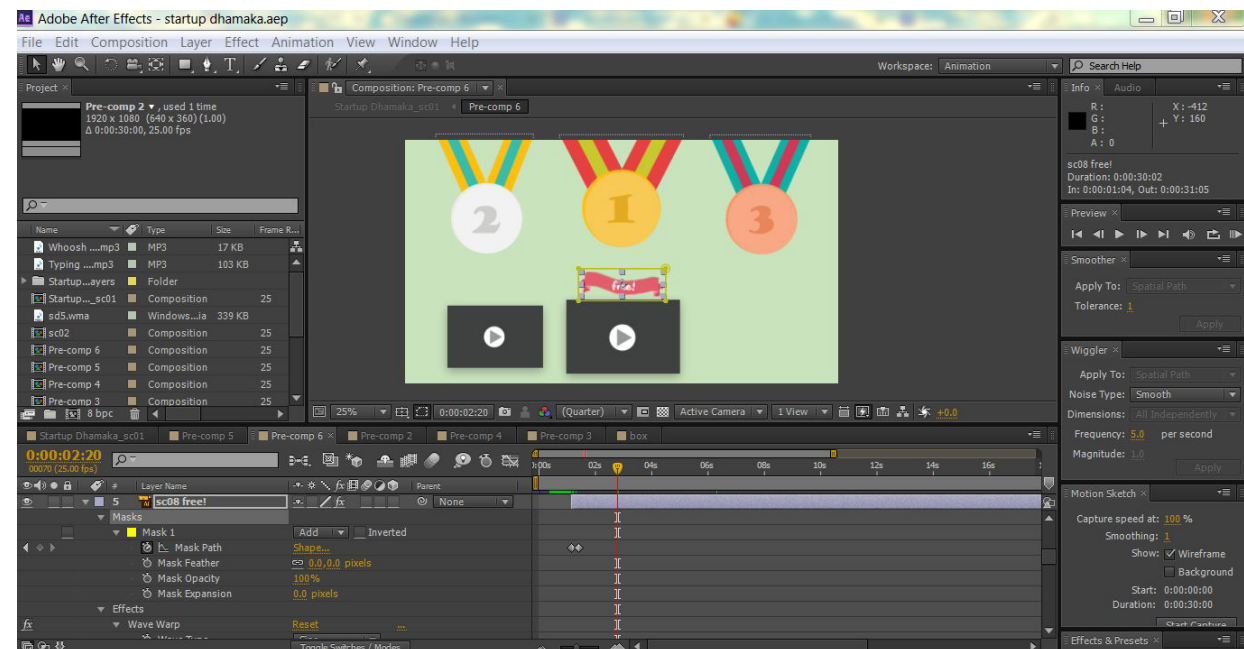 Ae Adobe After Effects - startup dhamaka.aep
File Edit Composition Layer Effect Animation View Window Help
Workspace: Animation Search Help
Project × Composition: Pre-comp 6 × Info × Audio
Pre-comp 2 , used 1 time
1920 x 1080 (640 x 360) (1.00)
Δ 0:00:30:00, 25.00 fps
Startup Dhamaka_sc01 Pre-comp 6
R : X : -412
G : + Y : 160
B :
A : 0
sc08 free!
Duration: 0:00:30:02
In: 0:00:01:04, Out: 0:00:31:05
2 1 3
free!
Preview ×
Name Type Size Frame R...
Whoosh ....mp3 MP3 17 KB
Typing ....mp3 MP3 103 KB
Startup...ayers Folder
Startup..._sc01 Composition 25
sd5.wma Windows...ia 339 KB
sc02 Composition 25
Pre-comp 6 Composition 25
Pre-comp 5 Composition 25
Pre-comp 4 Composition 25
Pre-comp 3 Composition 25
8 bpc
Smoother ×
Apply To: Spatial Path
Tolerance: 1
Apply
Wiggler ×
Apply To: Spatial Path
Noise Type: Smooth
Dimensions: All Independently
Frequency: 5.0 per second
Magnitude: 1.0
Apply
25% 0:00:02:20 (Quarter) Active Camera 1 View +0.0
Startup Dhamaka_sc01 Pre-comp 5 Pre-comp 6 × Pre-comp 2 Pre-comp 4 Pre-comp 3 box
0:00:02:20
00070 (25.00 fps)
02s 04s 06s 08s 10s 12s 14s 16s
# Layer Name fx Parent
5 sc08 free! fx None
Masks
Mask 1 Add Inverted
Mask Path Shape...
Mask Feather 0.0,0.0 pixels
Mask Opacity 100%
Mask Expansion 0.0 pixels
Effects
fx Wave Warp Reset ...
Toggle Switches / Modes
Motion Sketch ×
Capture speed at: 100 %
Smoothing: 1
Show: Wireframe
Background
Start: 0:00:00:00
Duration: 0:00:30:00
Start Capture
Effects & Presets ×